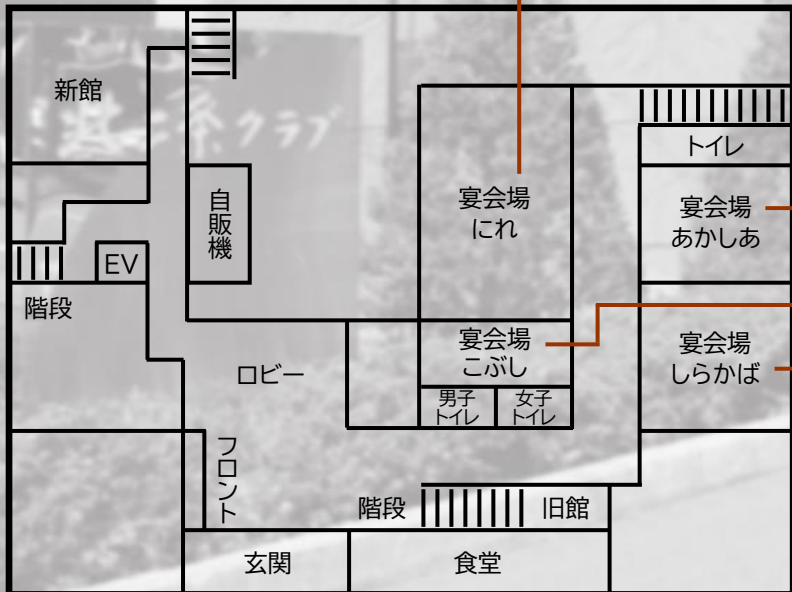 新館
クラブ
トイレ
自販機
宴会場
にれ
宴会場
あかしあ
EV
階段
宴会場
こぶし
宴会場
しらかば
ロビー
男子
トイレ
女子
トイレ
フロント
階段
旧館
玄関
食堂